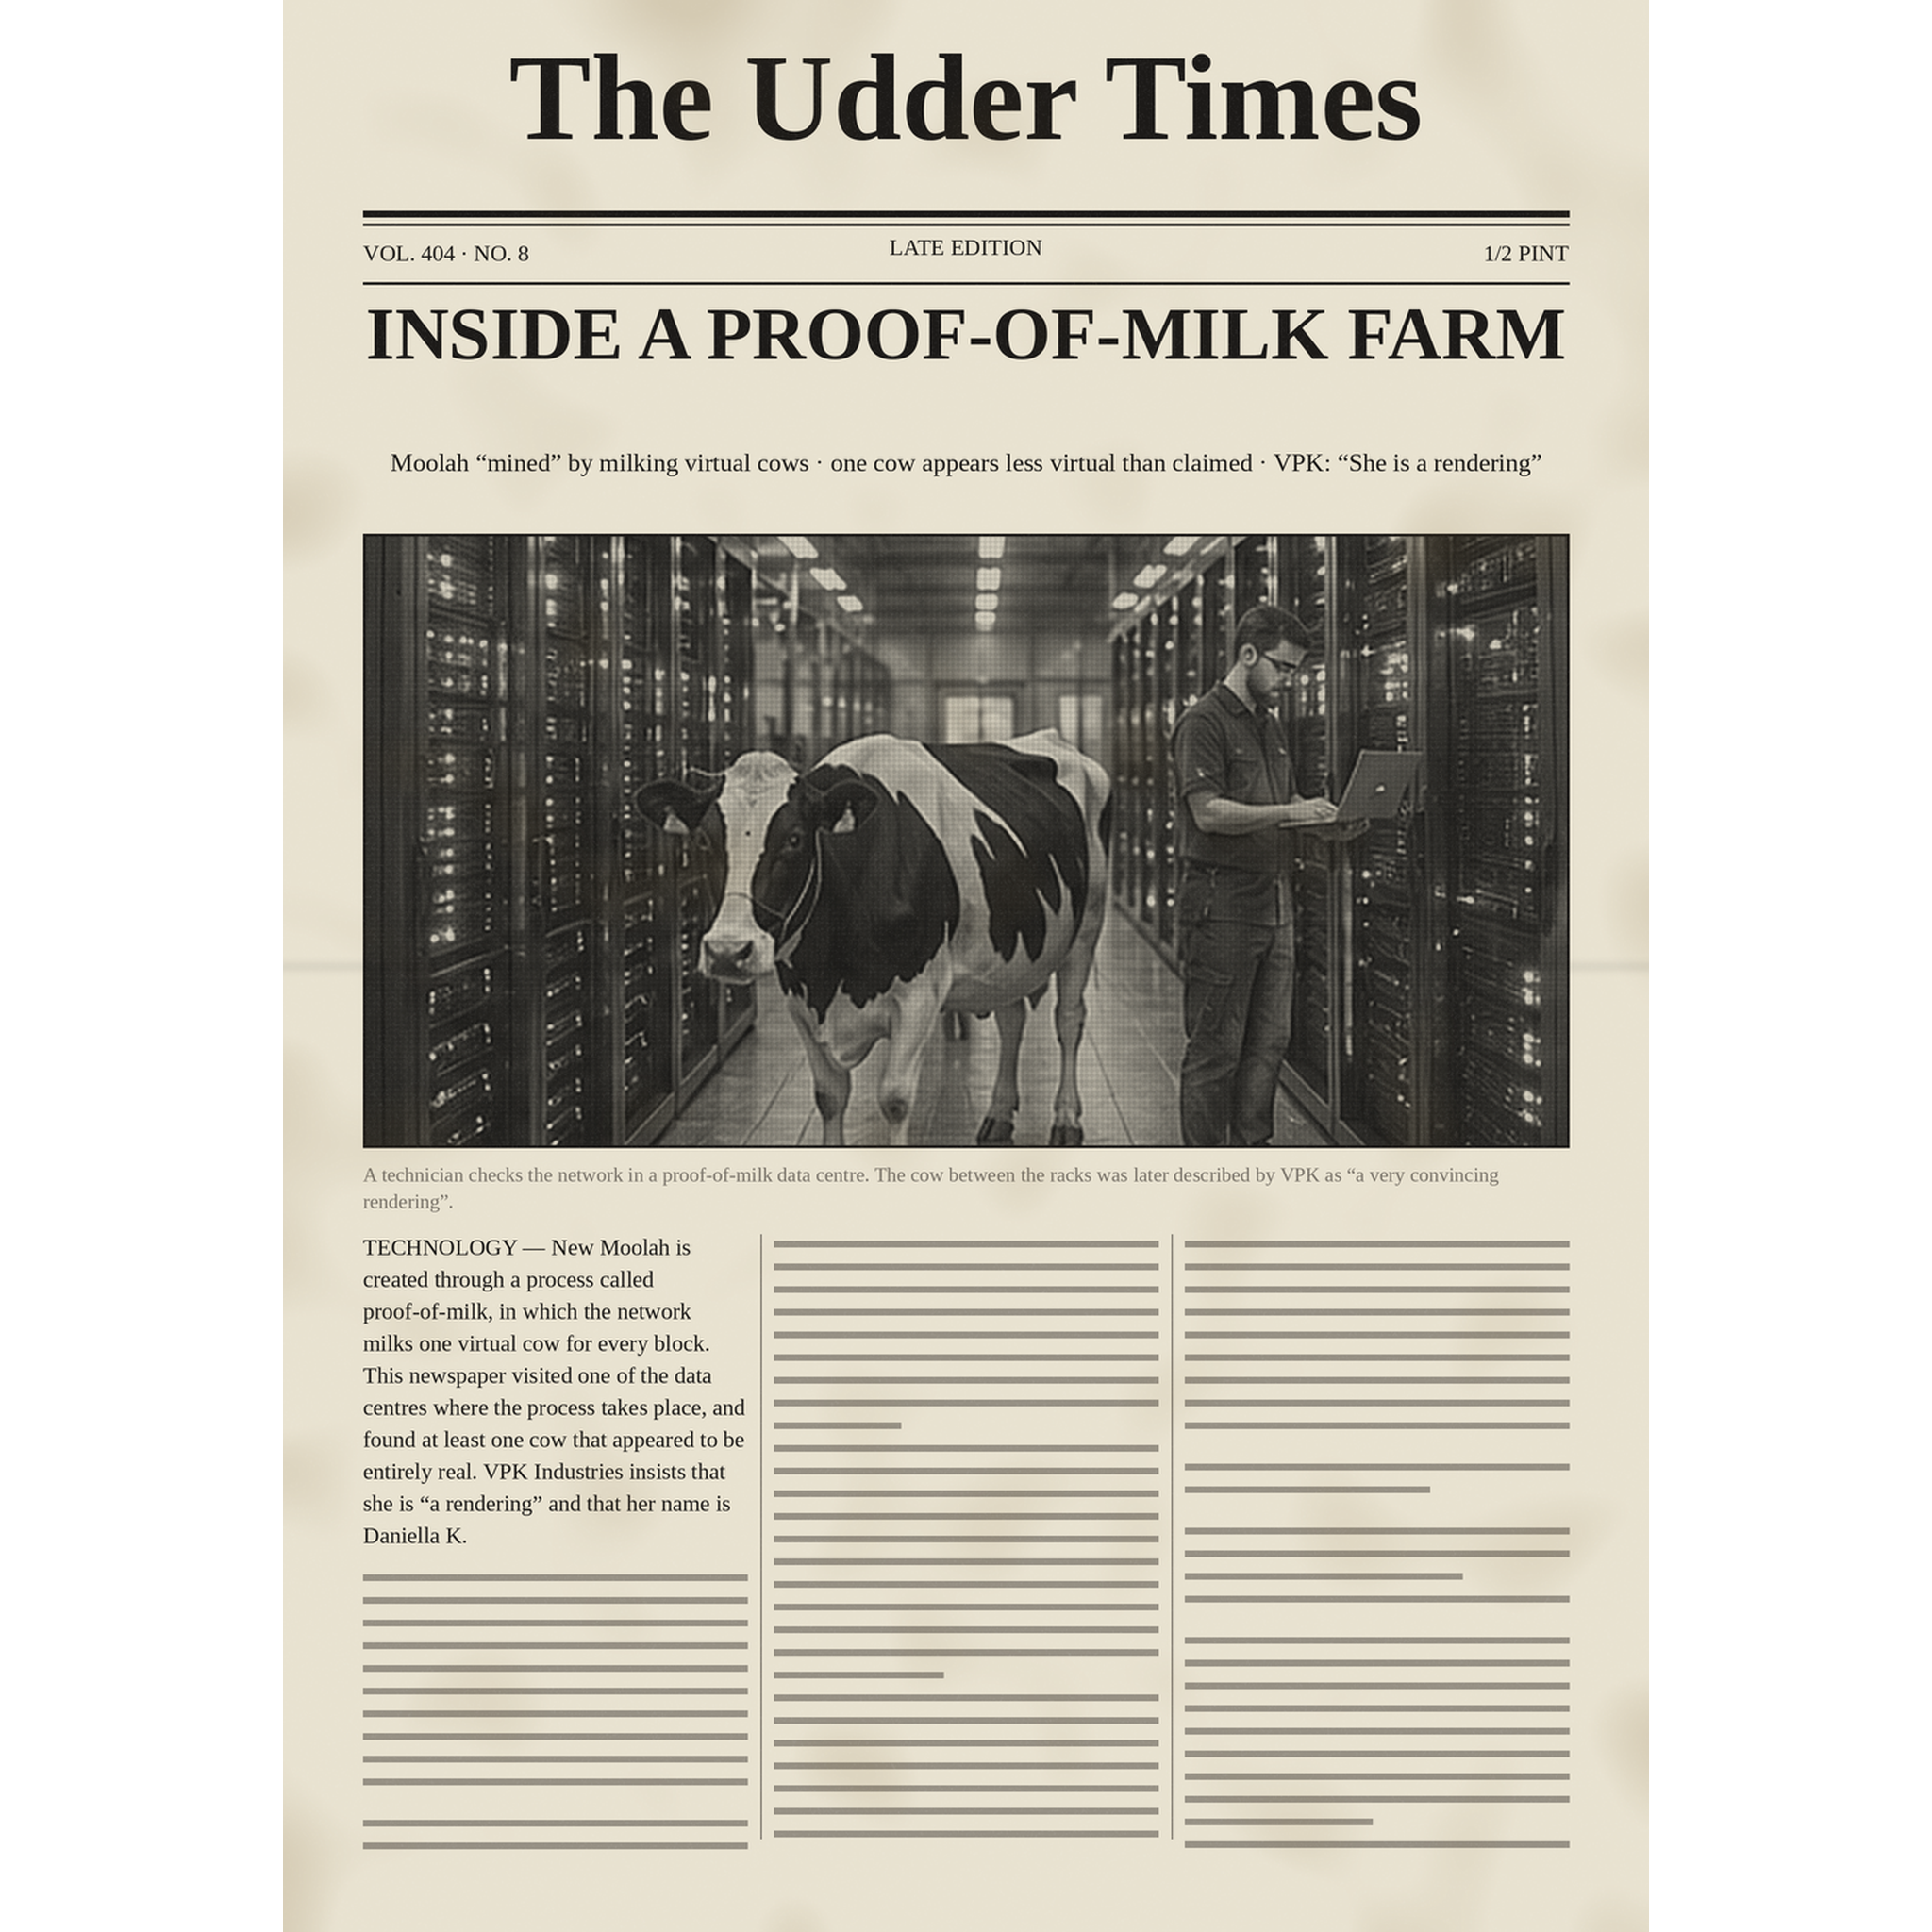 The Udder Times
VOL. 404 · NO. 8
LATE EDITION
1/2 PINT
INSIDE A PROOF-OF-MILK FARM
Moolah “mined” by milking virtual cows · one cow appears less virtual than claimed · VPK: “She is a rendering”
A technician checks the network in a proof-of-milk data centre. The cow between the racks was later described by VPK as “a very convincing
rendering”.
TECHNOLOGY — New Moolah is
created through a process called
proof-of-milk, in which the network
milks one virtual cow for every block.
This newspaper visited one of the data
centres where the process takes place, and
found at least one cow that appeared to be
entirely real. VPK Industries insists that
she is “a rendering” and that her name is
Daniella K.